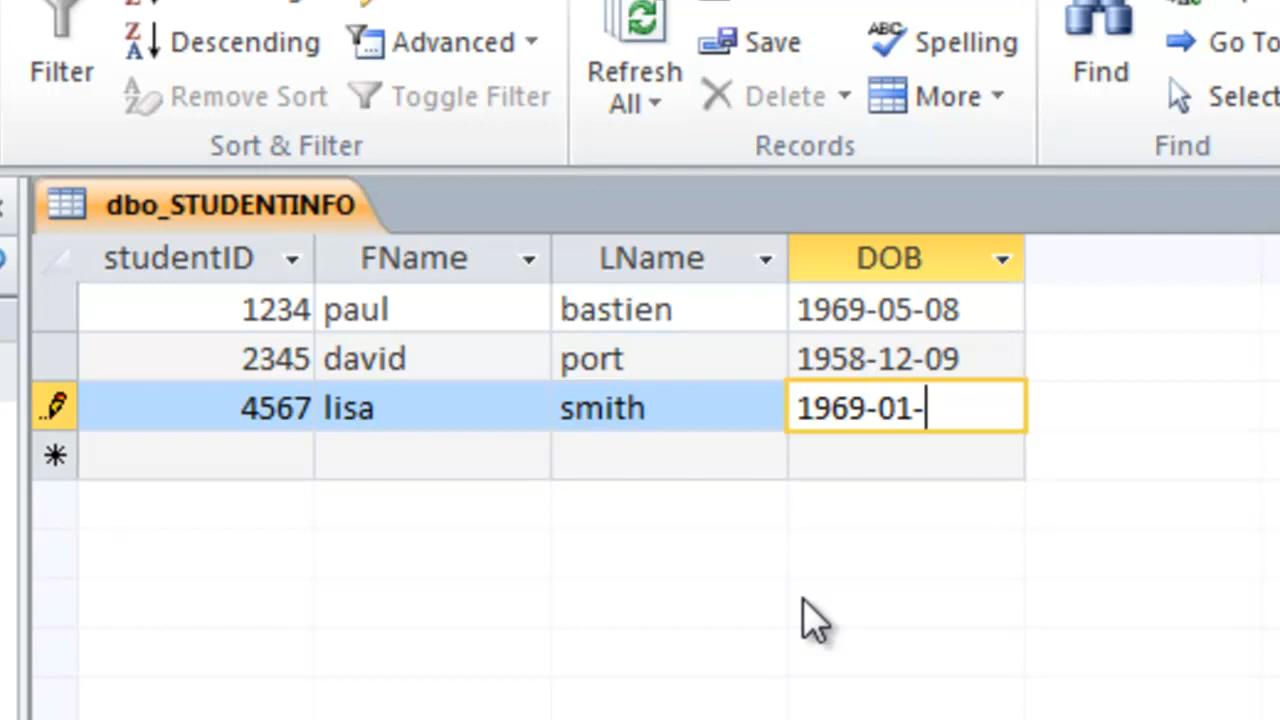 Descending
Advanced
Save
Spelling
Go To
Filter
Refresh
All
Find
Remove Sort
Toggle Filter
Delete
More
Select
Sort & Filter
Records
Find
dbo_STUDENTINFO
studentID FName LName DOB
1234 paul bastien 1969-05-08
2345 david port 1958-12-09
4567 lisa smith 1969-01-